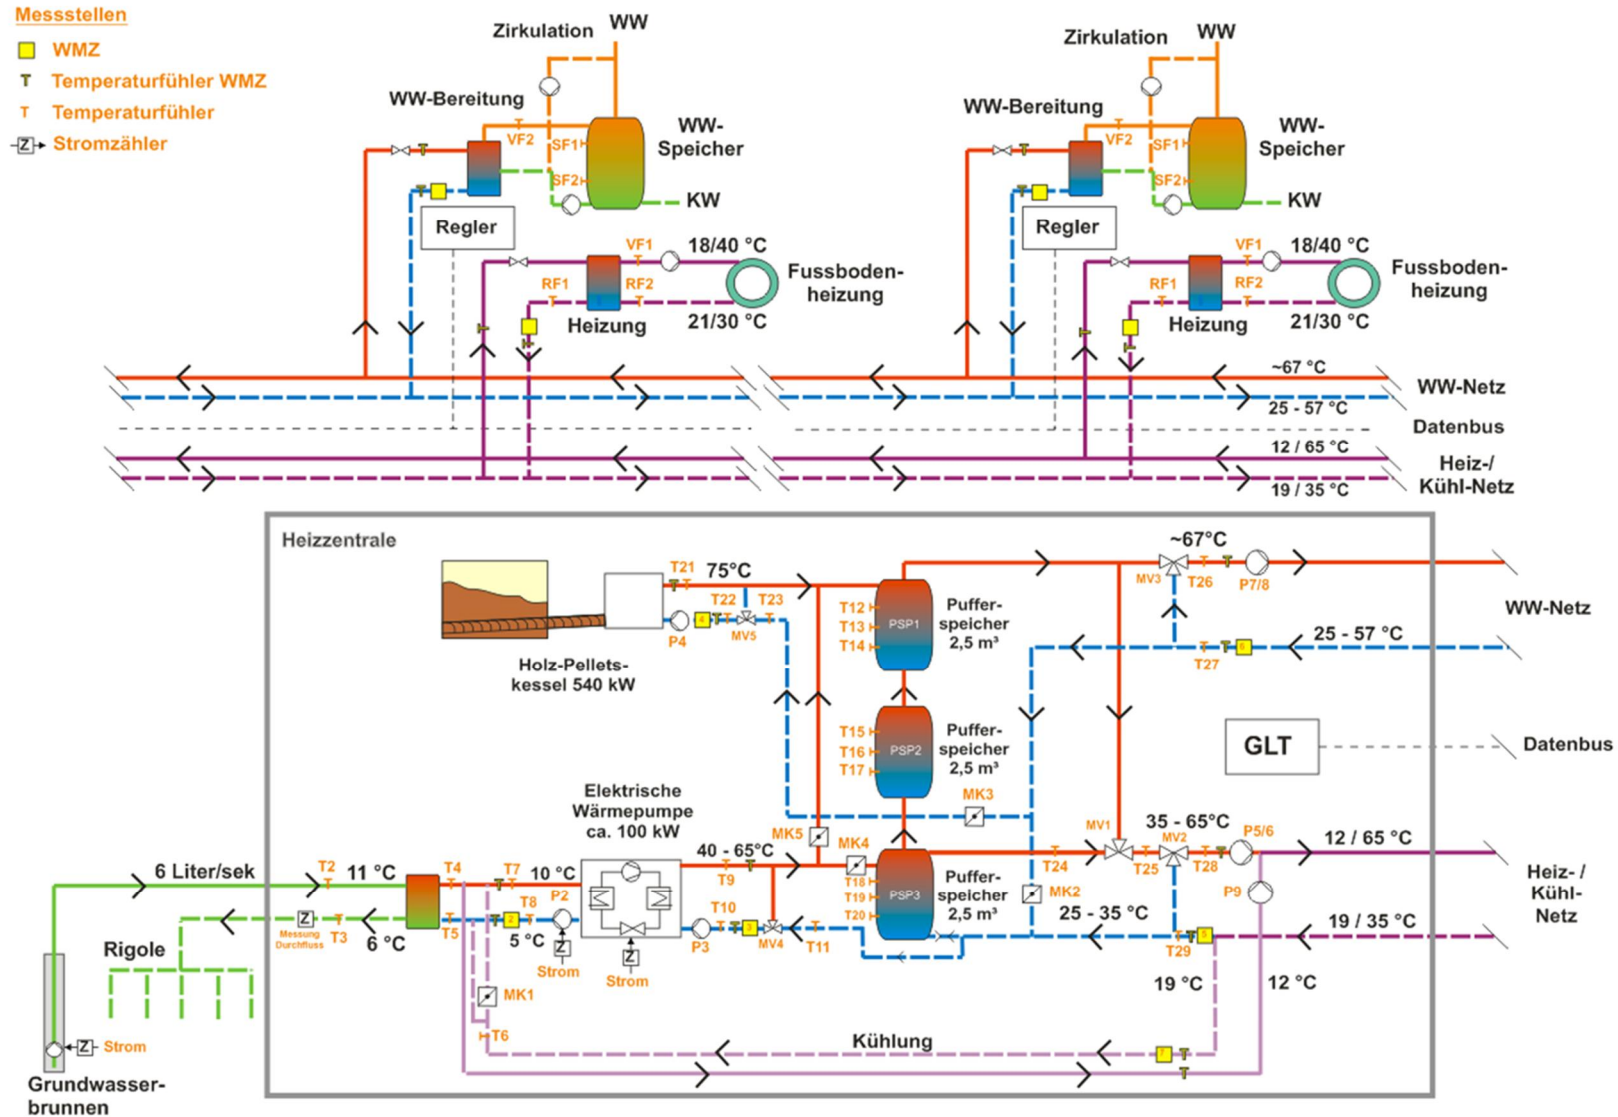 Messstellen
WMZ
Temperaturfühler WMZ
Temperaturfühler
Z
Stromzähler
Zirkulation
WW
WW-Bereitung
VF2
SF1
SF2
WW-
Speicher
KW
Regler
VF1
18/40 °C
RF1
RF2
Fussboden-
heizung
Heizung
21/30 °C
Zirkulation
WW
WW-Bereitung
VF2
SF1
SF2
WW-
Speicher
KW
Regler
VF1
18/40 °C
RF1
RF2
Fussboden-
heizung
Heizung
21/30 °C
~67 °C
WW-Netz
25 - 57 °C
Datenbus
12 / 65 °C
Heiz-/
Kühl-Netz
19 / 35 °C
Heizzentrale
T21
75°C
T22
T23
P4
4
MV5
Holz-Pellets-
kessel 540 kW
T12
T13
T14
PSP1
Puffer-
speicher
2,5 m³
~67°C
MV3
T26
P7/8
WW-Netz
25 - 57 °C
T27
6
T15
T16
T17
PSP2
Puffer-
speicher
2,5 m³
GLT
Datenbus
MK3
Elektrische
Wärmepumpe
ca. 100 kW
MK5
MK4
40 - 65°C
T9
T10
P3
3
MV4
T11
T18
T19
T20
PSP3
Puffer-
speicher
2,5 m³
MV1
35 - 65°C
MV2
P5/6
T24
T25
T28
12 / 65 °C
P9
MK2
25 - 35 °C
T29
5
19 / 35 °C
Heiz- /
Kühl-
Netz
19 °C
12 °C
6 Liter/sek
T2
11 °C
T4
T7
10 °C
P2
T8
2
5 °C
Z
Strom
Z
Strom
Z
Messung
Durchfluss
T3
6 °C
T5
MK1
T6
Rigole
Kühlung
7
Z
Strom
Grundwasser-
brunnen